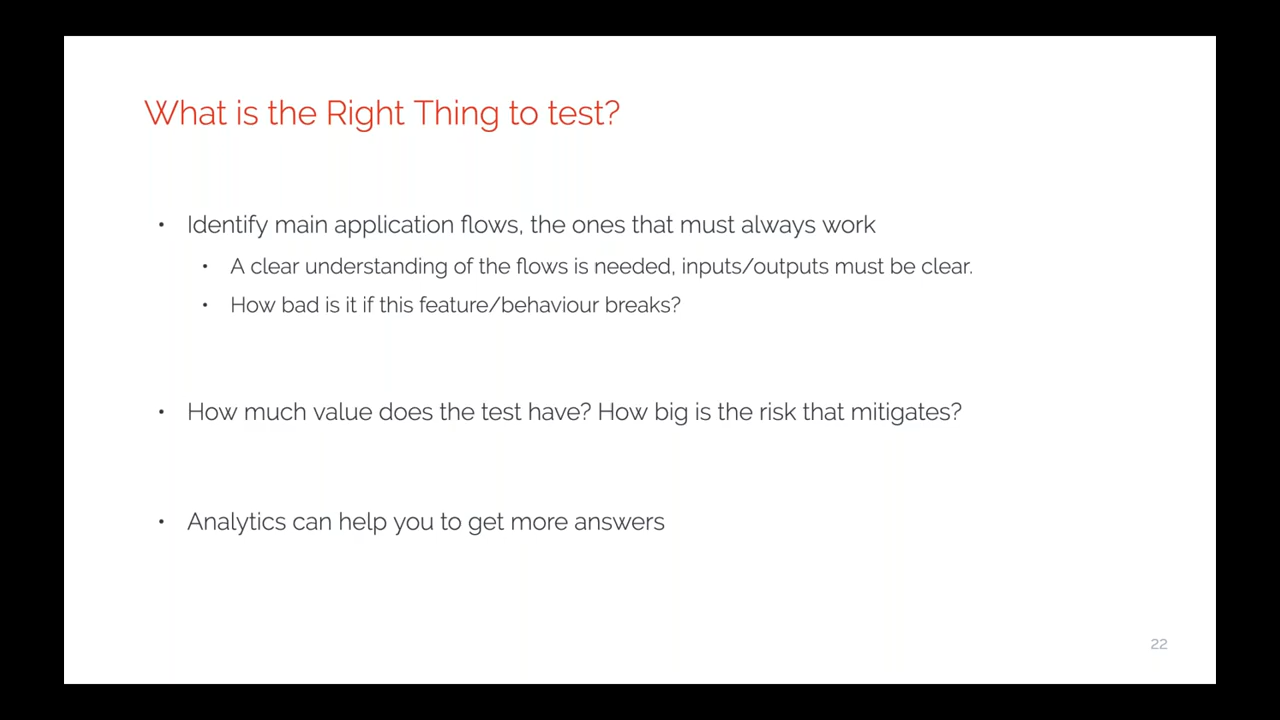 What is the Right Thing to test?
• Identify main application flows, the ones that must always work
• A clear understanding of the flows is needed, inputs/outputs must be clear.
• How bad is it if this feature/behaviour breaks?
• How much value does the test have? How big is the risk that mitigates?
• Analytics can help you to get more answers
22